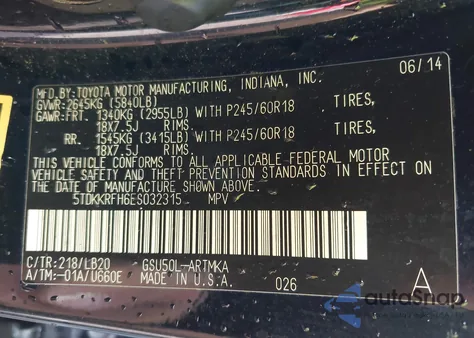 MFD.BY:TOYOTA MOTOR MANUFACTURING, INDIANA, INC. 06/14
GVWR:2645KG (5840LB)
GAWR:FRT. 1340KG (2955LB) WITH P245/60R18 TIRES,
18X7.5J RIMS.
RR. 1545KG (3415LB) WITH P245/60R18 TIRES,
18X7.5J RIMS.
THIS VEHICLE CONFORMS TO ALL APPLICABLE FEDERAL MOTOR
VEHICLE SAFETY AND THEFT PREVENTION STANDARDS IN EFFECT ON
THE DATE OF MANUFACTURE SHOWN ABOVE.
5TDKKRFH6ES032315 MPV
C/TR:218/LB20 GSU50L-ARTMKA
A/TM:-01A/U660E MADE IN U.S.A. 026 A
autoSnap